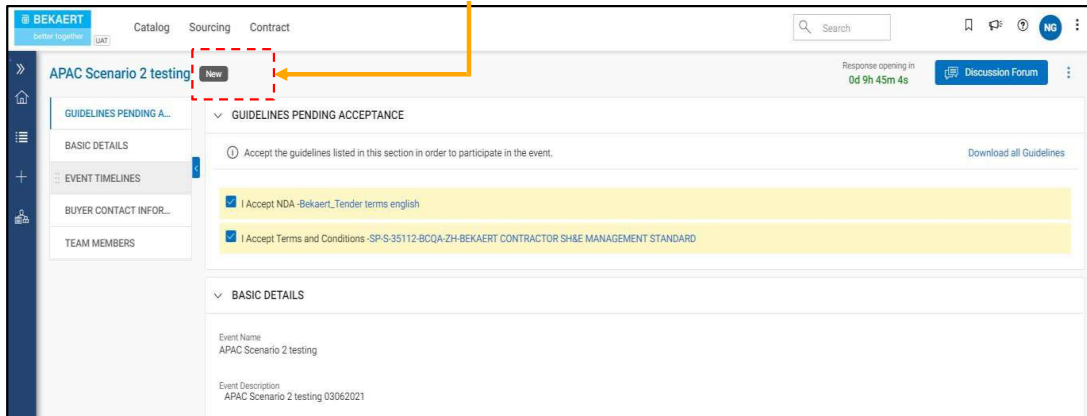 BEKAERT
better together
UAT
Catalog Sourcing Contract
Search
NG
APAC Scenario 2 testing New
Response opening in
0d 9h 45m 4s
Discussion Forum
GUIDELINES PENDING A...
BASIC DETAILS
EVENT TIMELINES
BUYER CONTACT INFOR...
TEAM MEMBERS
GUIDELINES PENDING ACCEPTANCE
Accept the guidelines listed in this section in order to participate in the event.
Download all Guidelines
I Accept NDA -Bekaert_Tender terms english
I Accept Terms and Conditions -SP-S-35112-BCQA-ZH-BEKAERT CONTRACTOR SH&E MANAGEMENT STANDARD
BASIC DETAILS
Event Name
APAC Scenario 2 testing
Event Description
APAC Scenario 2 testing 03062021